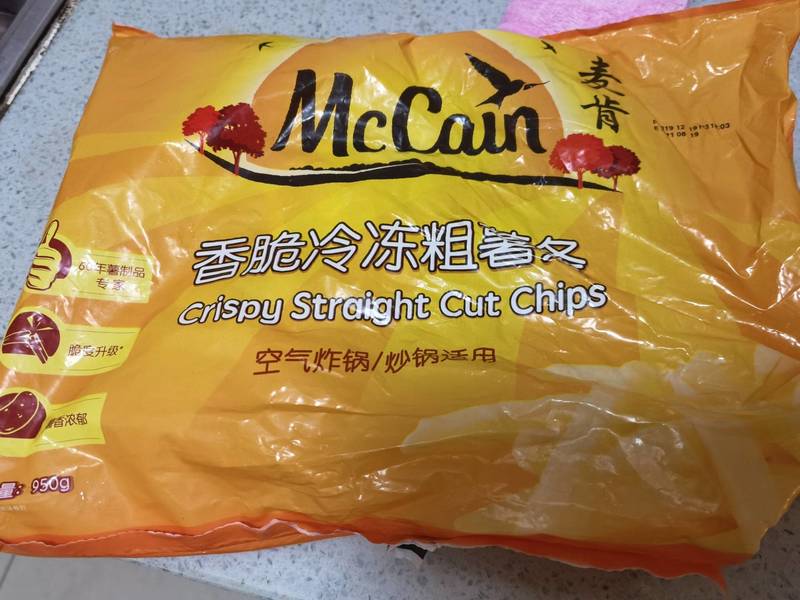 McCain
麦肯
香脆冷冻粗薯条
Crispy Straight Cut Chips
空气炸锅/炒锅适用
60年薯制品
专家
脆度升级*
香浓郁
量: 950g